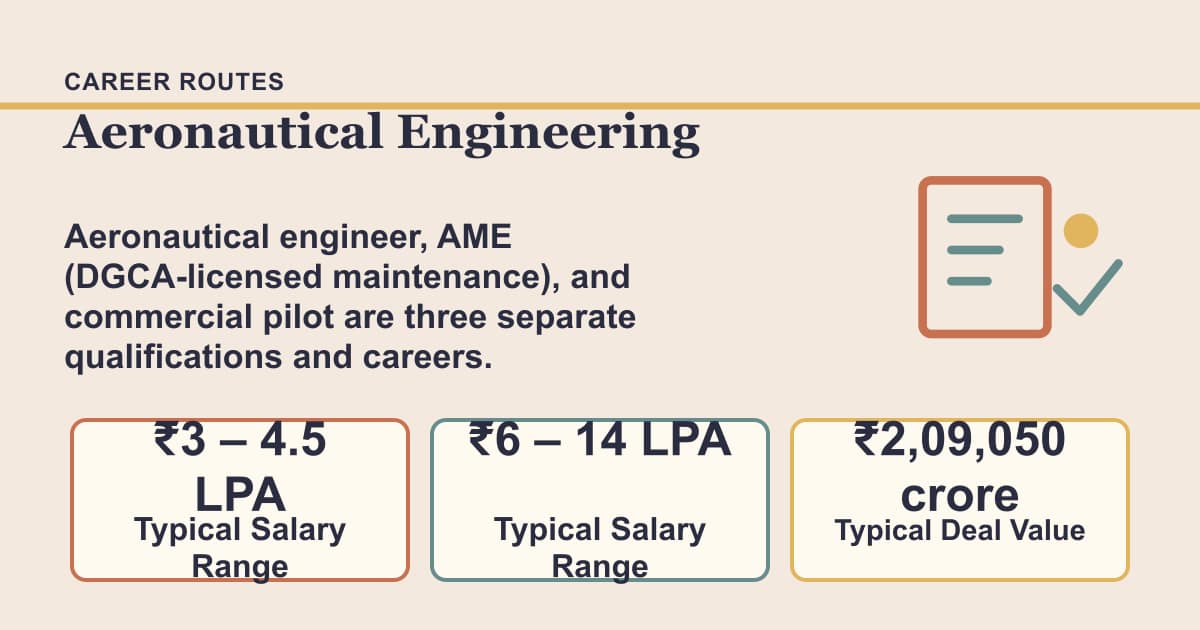 CAREER ROUTES
Aeronautical Engineering
Aeronautical engineer, AME
(DGCA-licensed maintenance), and
commercial pilot are three separate
qualifications and careers.
₹3 – 4.5
LPA
Typical Salary
Range
₹6 – 14 LPA
Typical Salary
Range
₹2,09,050
crore
Typical Deal Value